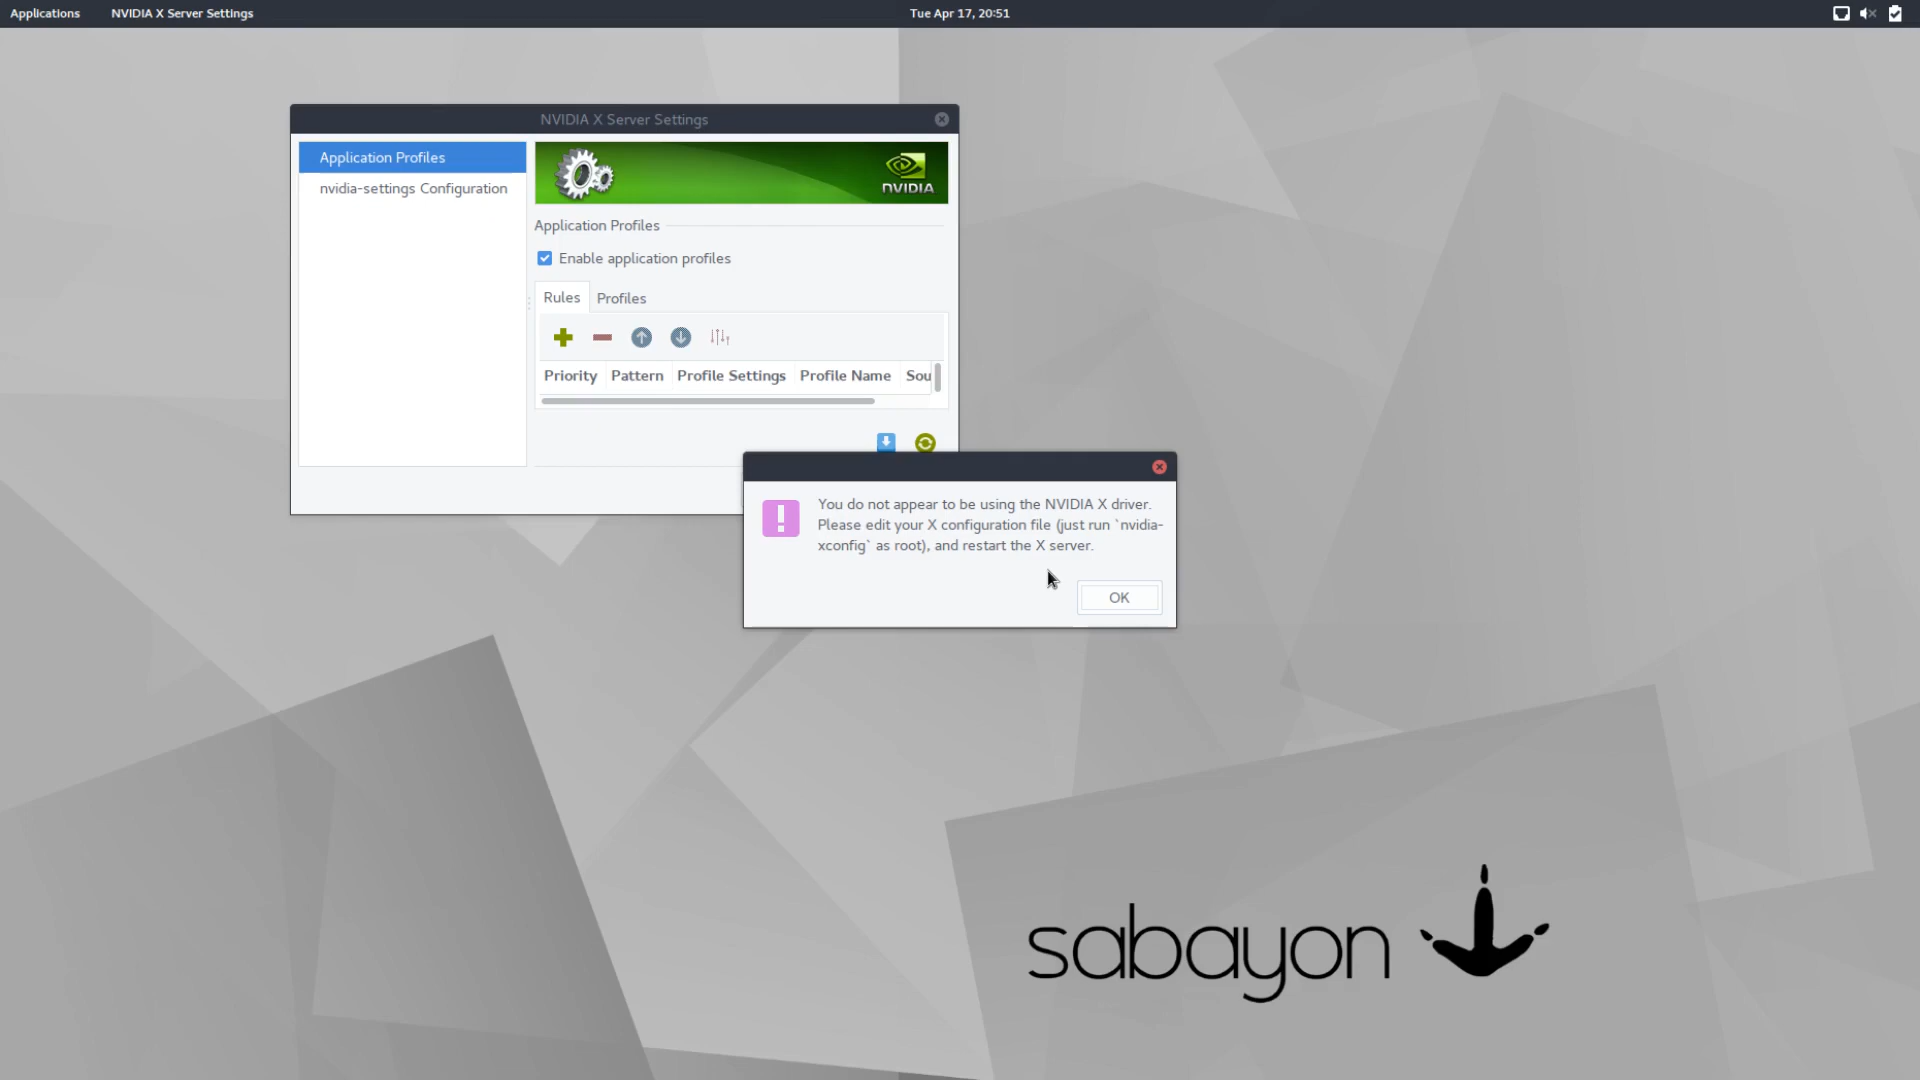 Applications NVIDIA X Server Settings Tue Apr 17, 20:51
NVIDIA X Server Settings
Application Profiles
nvidia-settings Configuration
NVIDIA
Application Profiles
Enable application profiles
Rules Profiles
Priority Pattern Profile Settings Profile Name Sou
You do not appear to be using the NVIDIA X driver.
Please edit your X configuration file (just run `nvidia-
xconfig` as root), and restart the X server.
OK
sabayon